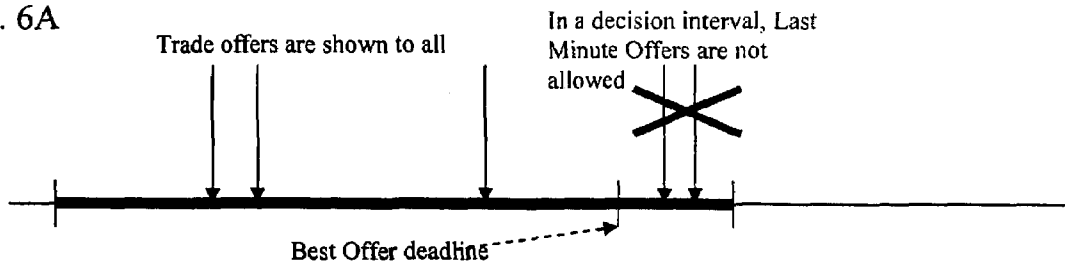 . 6A
Trade offers are shown to all
In a decision interval, Last
Minute Offers are not
allowed
Best Offer deadline